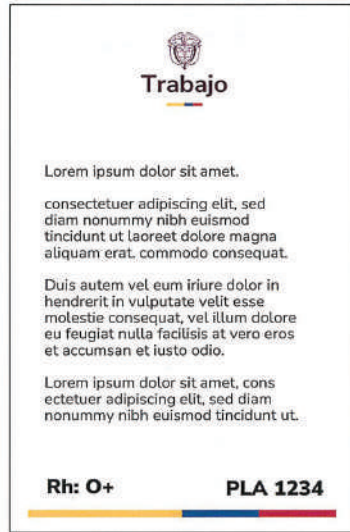 Trabajo
Lorem ipsum dolor sit amet.
consectetuer adipiscing elit, sed
diam nonummy nibh euismod
tincidunt ut laoreet dolore magna
aliquam erat. commodo consequat.
Duis autem vel eum iriure dolor in
hendrerit in vulputate velit esse
molestie consequat, vel illum dolore
eu feugiat nulla facilisis at vero eros
et accumsan et iusto odio.
Lorem ipsum dolor sit amet, cons
ectetuer adipiscing elit, sed diam
nonummy nibh euismod tincidunt ut.
Rh: O+ PLA 1234